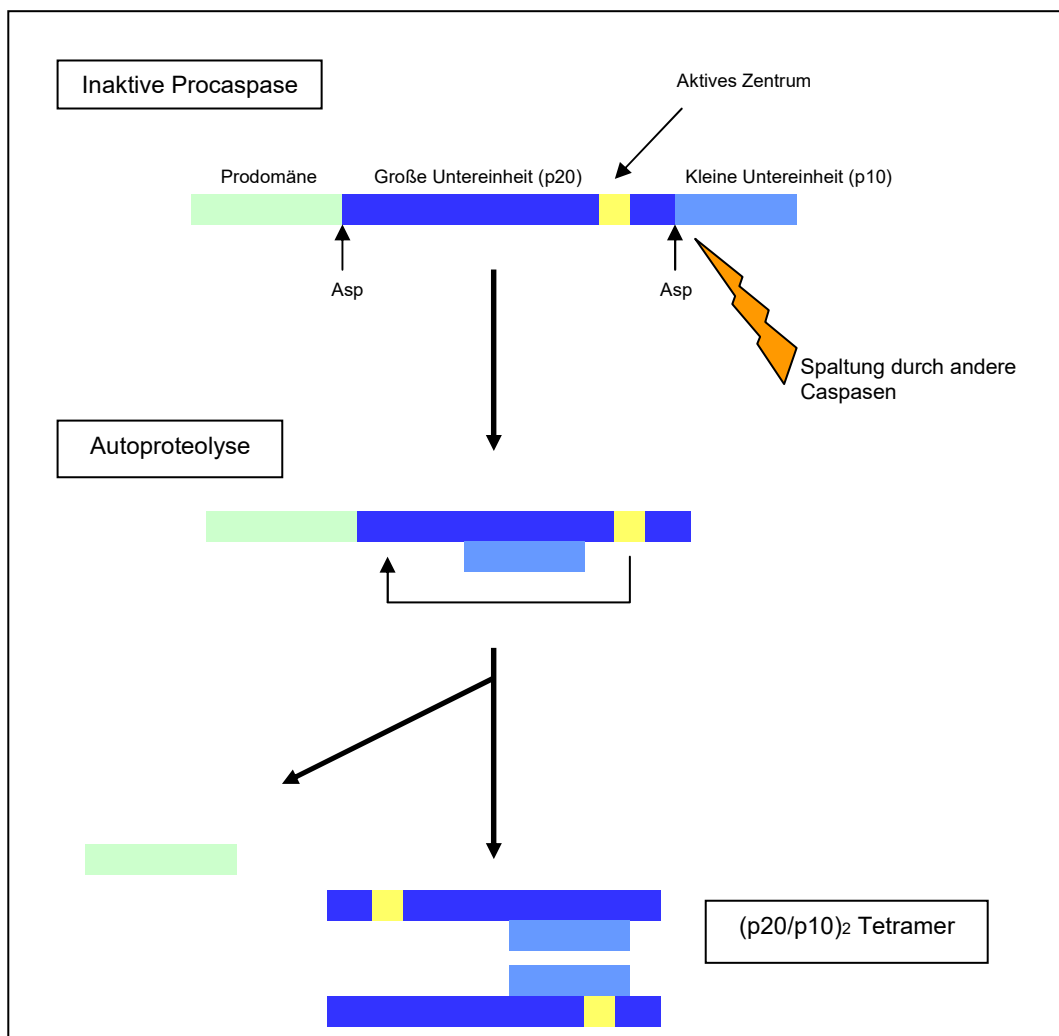 Inaktive Procaspase
Aktives Zentrum
Prodomäne
Große Untereinheit (p20)
Kleine Untereinheit (p10)
Asp
Asp
Spaltung durch andere
Caspasen
Autoproteolyse
(p20/p10)2 Tetramer